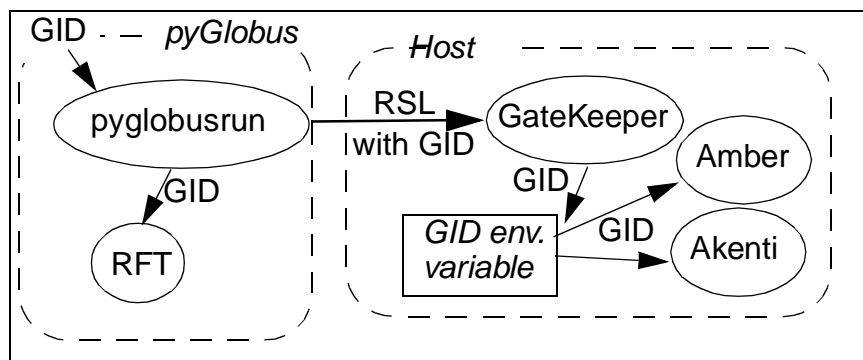 GID
pyGlobus
Host
pyglobusrun
RSL
with GID
GateKeeper
Amber
GID
GID
GID env.
variable
GID
Akenti
RFT